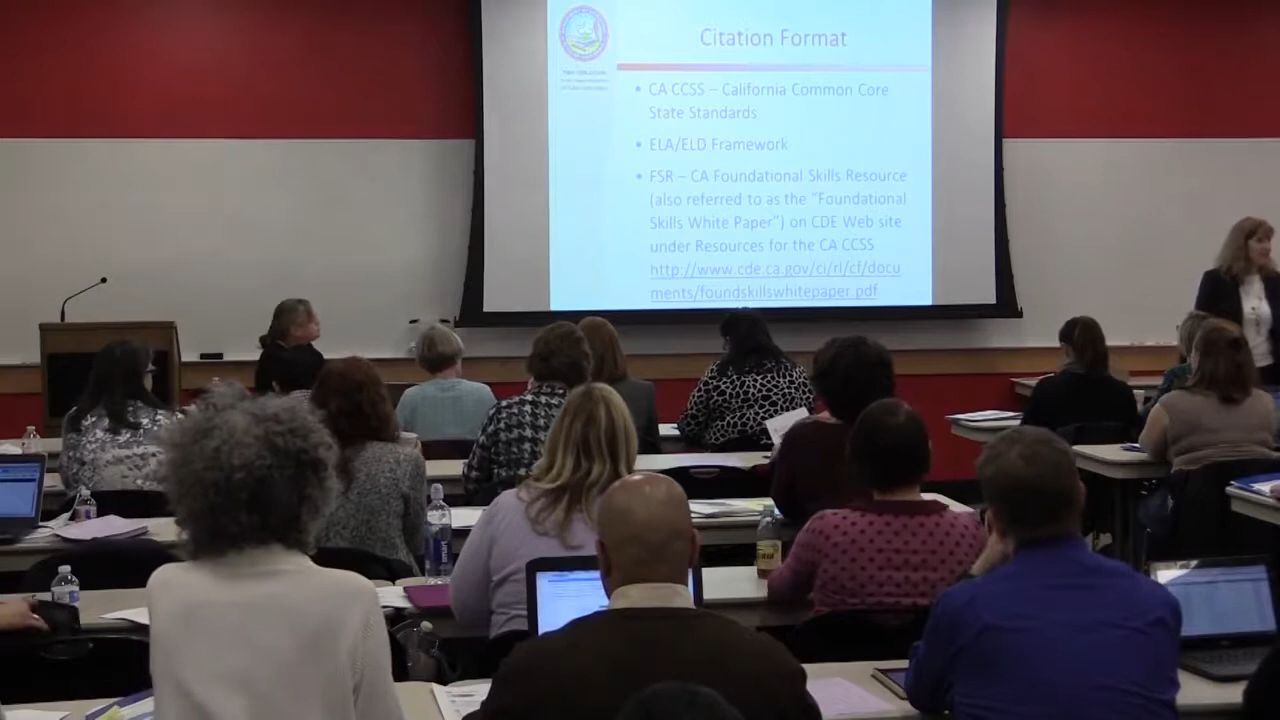 Citation Format
• CA CCSS – California Common Core
State Standards
• ELA/ELD Framework
• FSR – CA Foundational Skills Resource
(also referred to as the "Foundational
Skills White Paper") on CDE Web site
under Resources for the CA CCSS
http://www.cde.ca.gov/ci/rl/cf/docu
ments/foundskillswhitepaper.pdf